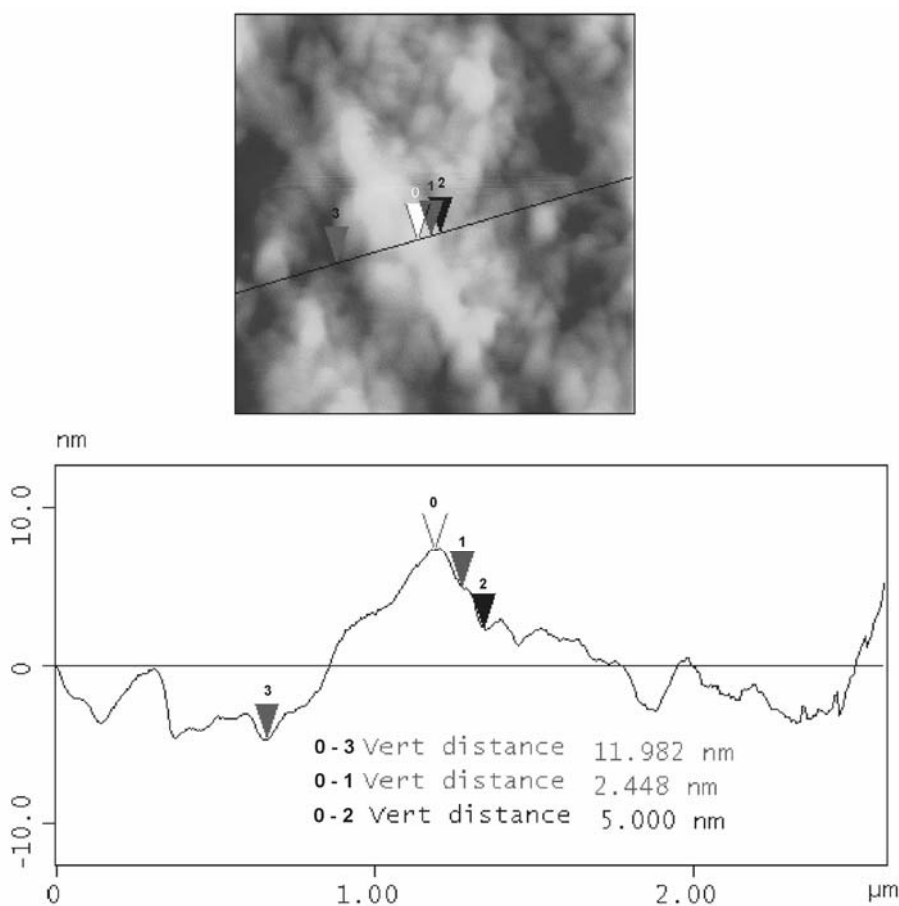 0 1 2
3
nm
10.0
0
-10.0
0
1
2
3
0-3 Vert distance 11.982 nm
0-1 Vert distance 2.448 nm
0-2 Vert distance 5.000 nm
0 1.00 2.00 µm